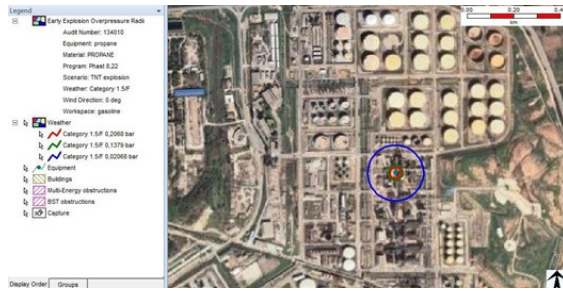 Legend
Early Explosion Overpressure Radii
Audit Number: 134010
Equipment: propane
Material: PROPANE
Program: Phast 8,22
Scenario: TNT explosion
Weather: Category 1.5/F
Wind Direction: 0 deg
Workspace: gasoline
Weather
Category 1.5/F 0,2068 bar
Category 1.5/F 0,1379 bar
Category 1.5/F 0,02068 bar
Equipment
Buildings
Multi-Energy obstructions
BST obstructions
Capture
Display Order Groups
0.00 0.20 0.4
km